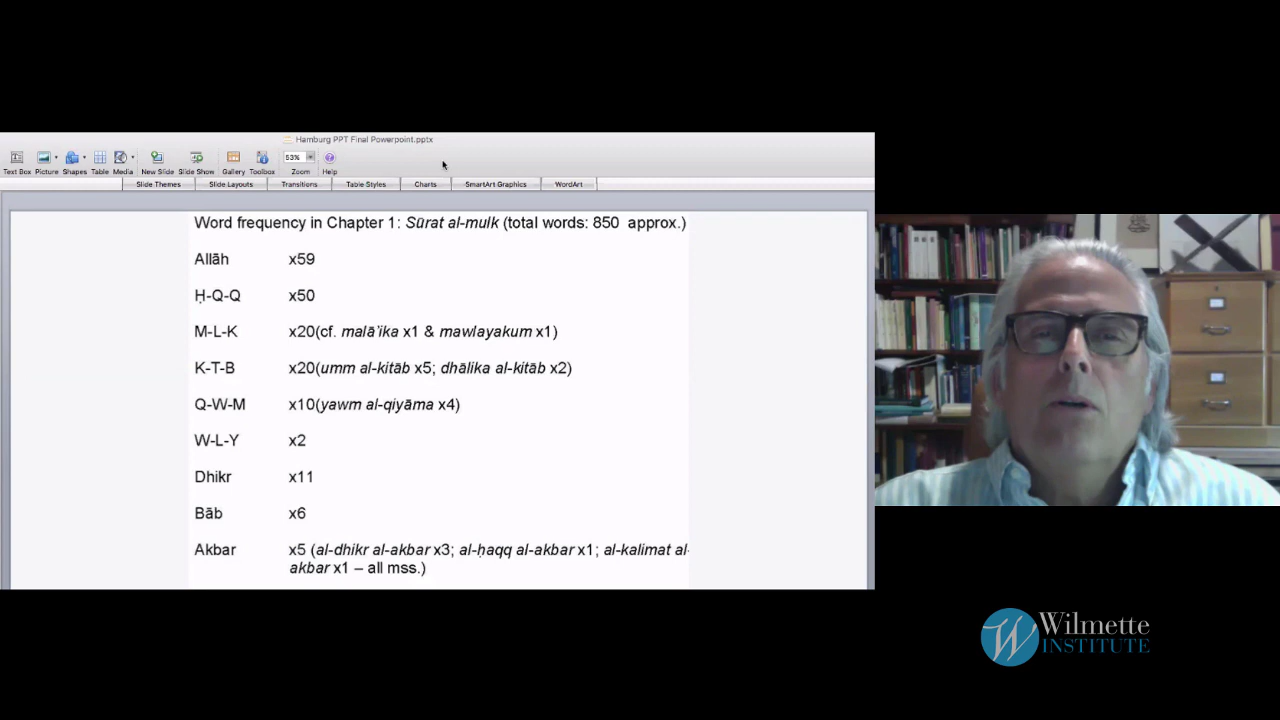 Hamburg PPT Final Powerpoint.pptx
53%
Text Box Picture Shapes Table Media New Slide Slide Show Gallery Toolbox Zoom Help
Slide Themes Slide Layouts Transitions Table Styles Charts SmartArt Graphics WordArt
Word frequency in Chapter 1: Sūrat al-mulk (total words: 850 approx.)
Allāh x59
Ḥ-Q-Q x50
M-L-K x20(cf. malā’ika x1 & mawlayakum x1)
K-T-B x20(umm al-kitāb x5; dhālika al-kitāb x2)
Q-W-M x10(yawm al-qiyāma x4)
W-L-Y x2
Dhikr x11
Bāb x6
Akbar x5 (al-dhikr al-akbar x3; al-ḥaqq al-akbar x1; al-kalimat al-
akbar x1 – all mss.)
W
Wilmette
INSTITUTE